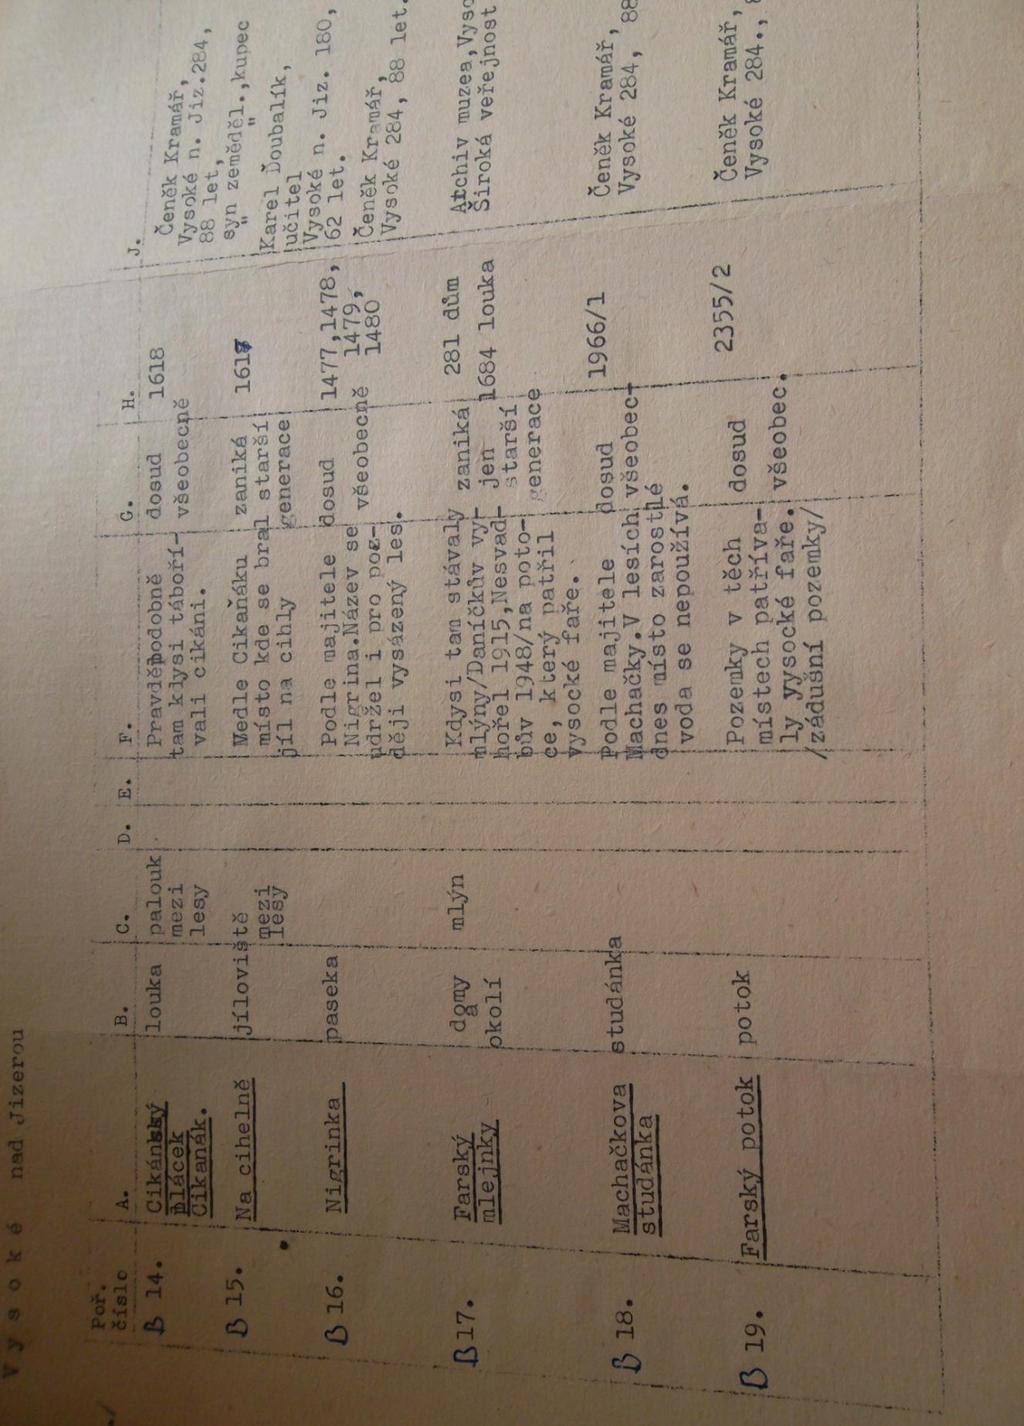 Vysoké nad Jizerou
Poř. číslo A. B. C. D. E. F. G. H. J.
B 14. Cikánský plácek Cikaňák. louka palouk mezi lesy Pravděpodobně tam klysi tábořívali cikáni. dosud všeobecně 1618 Čeněk Kramář, Vysoké n. Jiz.284, 88 let, syn zeměděl.,kupec
B 15. Na cihelně jíloviště mezi lesy Medle Cikaňáku místo kde se bral jíl na cihly zaniká starší generace Karel Ďoubalík, učitel
B 16. Nigrinka paseka Podle majitele Nigrina.Název se udržel i pro později vysázený les. dosud všeobecně 1477,1478, 1479, 1480 Vysoké n. Jiz. 180, 62 let. Čeněk Kramář, Vysoké 284, 88 let.
B 17. Farský mlejnky domy a okolí mlýn Kdysi tam stávaly mlýny/Daníčkův vyhořel 1915,Nesvadbův 1948/na potoce, který patřil vysocké faře. zaniká jen starší generace 281 dům 1684 louka Archiv muzea, Široká veřejnost
B 18. Machačkova studánka studánka Podle majitele Machačky.V lesích dnes místo zarostlé voda se nepoužívá. dosud všeobec- 1966/1 Čeněk Kramář, Vysoké 284, 88
B 19. Farský potok potok Pozemky v těch místech patřívaly vysocké faře. /zádušní pozemky/ dosud všeobec. 2355/2 Čeněk Kramář, Vysoké 284.,